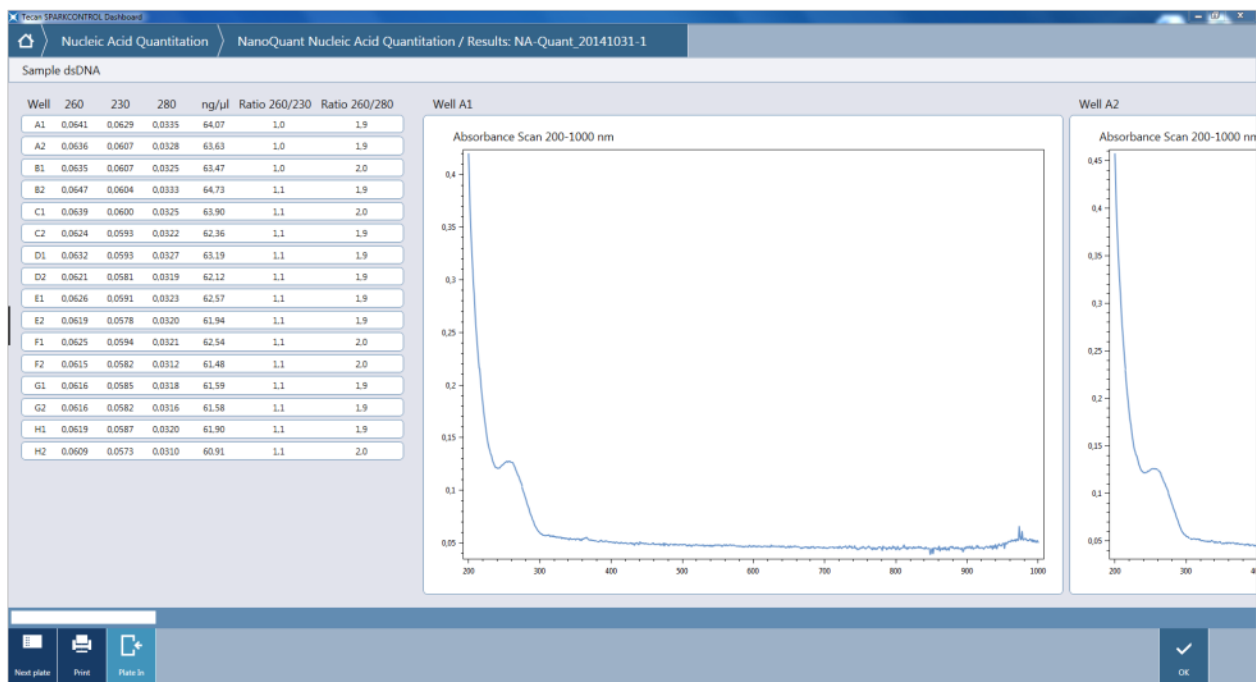 Tecan SPARKCONTROL Dashboard
Nucleic Acid Quantitation NanoQuant Nucleic Acid Quantitation / Results: NA-Quant_20141031-1
Sample dsDNA
Well 260 230 280 ng/µl Ratio 260/230 Ratio 260/280
A1 0,0641 0,0629 0,0335 64,07 1,0 1,9
A2 0,0636 0,0607 0,0328 63,63 1,0 1,9
B1 0,0635 0,0607 0,0325 63,47 1,0 2,0
B2 0,0647 0,0604 0,0333 64,73 1,1 1,9
C1 0,0639 0,0600 0,0325 63,90 1,1 2,0
C2 0,0624 0,0593 0,0322 62,36 1,1 1,9
D1 0,0632 0,0593 0,0327 63,19 1,1 1,9
D2 0,0621 0,0581 0,0319 62,12 1,1 1,9
E1 0,0626 0,0591 0,0323 62,57 1,1 1,9
E2 0,0619 0,0578 0,0320 61,94 1,1 1,9
F1 0,0625 0,0594 0,0321 62,54 1,1 2,0
F2 0,0615 0,0582 0,0312 61,48 1,1 2,0
G1 0,0616 0,0585 0,0318 61,59 1,1 1,9
G2 0,0616 0,0582 0,0316 61,58 1,1 1,9
H1 0,0619 0,0587 0,0320 61,90 1,1 1,9
H2 0,0609 0,0573 0,0310 60,91 1,1 2,0
Well A1
Absorbance Scan 200-1000 nm
0,4
0,35
0,3
0,25
0,2
0,15
0,1
0,05
200 300 400 500 600 700 800 900 1000
Well A2
Absorbance Scan 200-1000 nm
0,45
0,4
0,35
0,3
0,25
0,2
0,15
0,1
0,05
200 300
Next plate Print Plate In OK